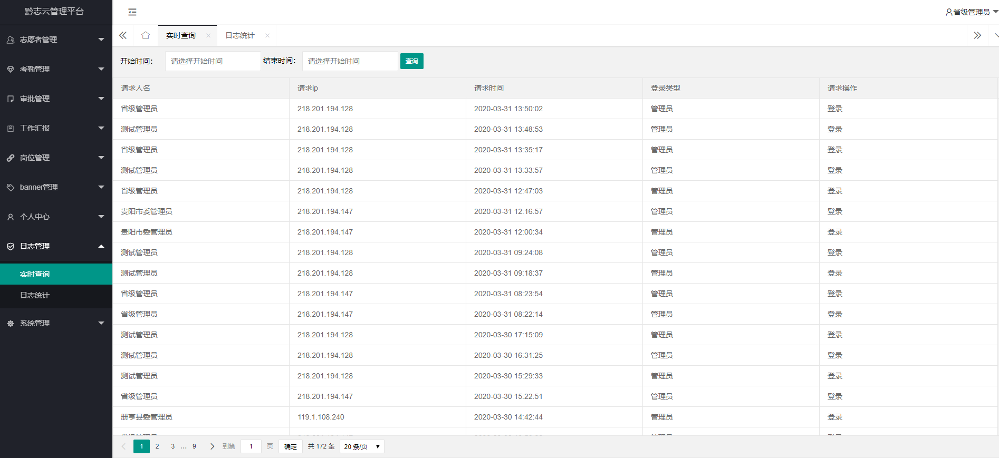 黔志云管理平台
省级管理员
志愿者管理
考勤管理
审批管理
工作汇报
岗位管理
banner管理
个人中心
日志管理
实时查询
日志统计
系统管理
实时查询 × 日志统计 ×
开始时间： 请选择开始时间 结束时间： 请选择开始时间 查询
请求人名 请求ip 请求时间 登录类型 请求操作
省级管理员 218.201.194.128 2020-03-31 13:50:02 管理员 登录
测试管理员 218.201.194.128 2020-03-31 13:48:53 管理员 登录
省级管理员 218.201.194.128 2020-03-31 13:35:17 管理员 登录
测试管理员 218.201.194.128 2020-03-31 13:33:57 管理员 登录
省级管理员 218.201.194.128 2020-03-31 12:47:03 管理员 登录
贵阳市委管理员 218.201.194.147 2020-03-31 12:16:57 管理员 登录
贵阳市委管理员 218.201.194.147 2020-03-31 12:00:34 管理员 登录
测试管理员 218.201.194.128 2020-03-31 09:24:08 管理员 登录
测试管理员 218.201.194.128 2020-03-31 09:18:37 管理员 登录
省级管理员 218.201.194.147 2020-03-31 08:23:54 管理员 登录
省级管理员 218.201.194.147 2020-03-31 08:22:14 管理员 登录
测试管理员 218.201.194.128 2020-03-30 17:15:09 管理员 登录
测试管理员 218.201.194.128 2020-03-30 16:31:25 管理员 登录
测试管理员 218.201.194.128 2020-03-30 15:29:33 管理员 登录
省级管理员 218.201.194.147 2020-03-30 15:22:51 管理员 登录
册亨县委管理员 119.1.108.240 2020-03-30 14:42:44 管理员 登录
1 2 3 … 9 到第 1 页 确定 共 172 条 20 条/页